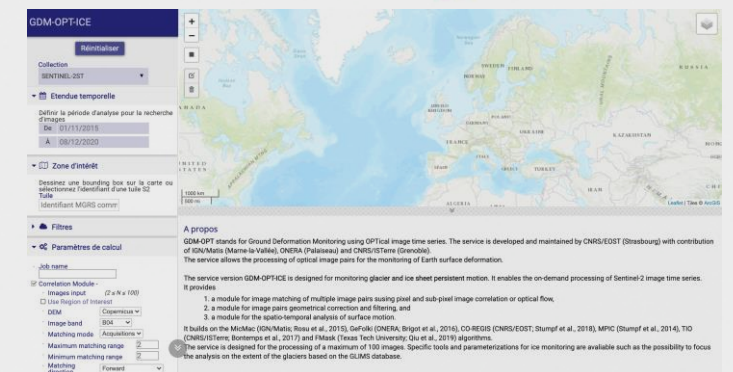 GDM-OPT-ICE
Réinitialiser
Collection
SENTINEL-2ST
Etendue temporelle
Définir la période d'analyse pour la recherche
d'images
De 01/11/2015
A 08/12/2020
Zone d'intérêt
Dessinez une bounding box sur la carte ou
sélectionnez l'identifiant d'une tuile S2
Tuile
Identifiant MGRS comm
Filtres
Paramètres de calcul
Job name
Correlation Module -
Images input (2 ≤ N ≤ 100)
Use Region of Interest
DEM Copernicus
Image band B04
Matching mode Acquisitions
Maximum matching range 2
Minimum matching range 2
Matching
direction Forward
+
−
SWEDEN
FINLAND
NORWAY
RUSSIA
UKRAINE
KAZAKHSTAN
FRANCE
TURKEY
IRAN
ALGERIA
UNITED
STATES
1000 km
500 mi
Leaflet | Tiles © ArcGIS
A propos
GDM-OPT stands for Ground Deformation Monitoring using OPTical image time series. The service is developed and maintained by CNRS/EOST (Strasbourg) with contribution
of IGN/Matis (Marne-la-Vallée), ONERA (Palaiseau) and CNRS/ISTerre (Grenoble).
The service allows the processing of optical image pairs for the monitoring of Earth surface deformation.
The service version GDM-OPT-ICE is designed for monitoring glacier and ice sheet persistent motion. It enables the on-demand processing of Sentinel-2 image time series.
It provides
1. a module for image matching of multiple image pairs susing pixel and sub-pixel image correlation or optical flow,
2. a module for image pairs geometrical correction and filtering, and
3. a module for the spatio-temporal analysis of surface motion.
It builds on the MicMac (IGN/Matis; Rosu et al., 2015), GeFolki (ONERA; Brigot et al., 2016), CO-REGIS (CNRS/EOST; Stumpf et al., 2018), MPIC (Stumpf et al., 2014), TIO
(CNRS/ISTerre; Bontemps et al., 2017) and FMask (Texas Tech University; Qiu et al., 2019) algorithms.
The service is designed for the processing of a maximum of 100 images. Specific tools and parameterizations for ice monitoring are avaliable such as the possibility to focus
the analysis on the extent of the glaciers based on the GLIMS database.